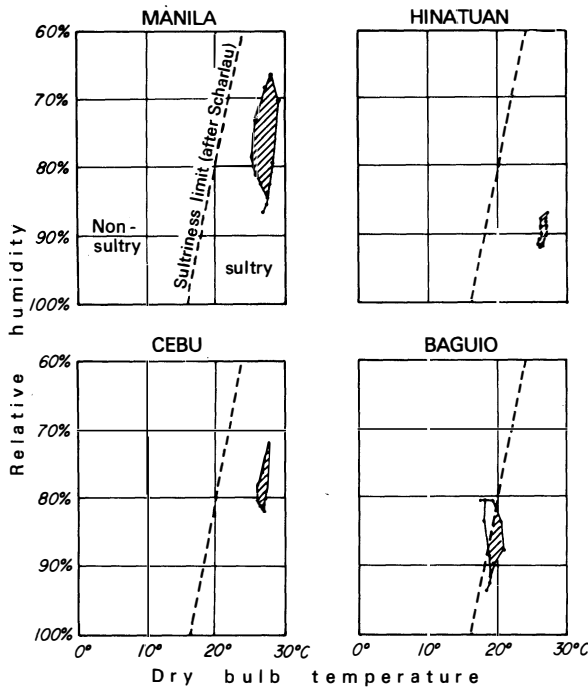 MANILA
HINATUAN
60%
70%
80%
90%
100%
Sultriness limit (after Scharlau)
Non-
sultry
sultry
Relative humidity
CEBU
BAGUIO
60%
70%
80%
90%
100%
0° 10° 20° 30°C 0° 10° 20° 30°C
Dry bulb temperature